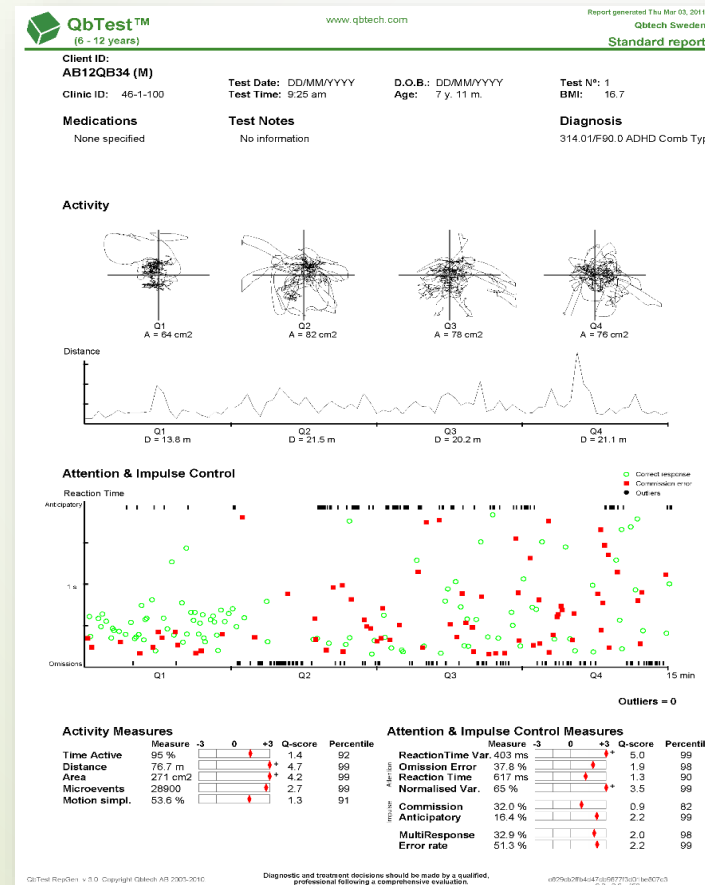 QbTest™
(6 - 12 years)
www.qbtech.com
Report generated Thu Mar 03, 2011
Qbtech Sweden
Standard report
Client ID:
AB12QB34 (M)
Clinic ID: 46-1-100
Test Date: DD/MM/YYYY
Test Time: 9:25 am
D.O.B.: DD/MM/YYYY
Age: 7 y. 11 m.
Test Nº: 1
BMI: 16.7
Medications
None specified
Test Notes
No information
Diagnosis
314.01/F90.0 ADHD Comb Typ
Activity
Q1 Q2 Q3 Q4
A = 64 cm2 A = 82 cm2 A = 78 cm2 A = 76 cm2
Distance
Q1 Q2 Q3 Q4
D = 13.8 m D = 21.5 m D = 20.2 m D = 21.1 m
Attention & Impulse Control
Correct response
Commission error
Outliers
Reaction Time
Anticipatory
1 s
Omissions
Q1 Q2 Q3 Q4 15 min
Outliers = 0
Activity Measures
Measure -3 0 +3 Q-score Percentile
Time Active 95 % 1.4 92
Distance 76.7 m * 4.7 99
Area 271 cm2 * 4.2 99
Microevents 28900 2.7 99
Motion simpl. 53.6 % 1.3 91
Attention & Impulse Control Measures
Measure -3 0 +3 Q-score Percentile
Attention
ReactionTime Var. 403 ms * 5.0 99
Omission Error 37.8 % 1.9 98
Reaction Time 617 ms 1.3 90
Normalised Var. 65 % * 3.5 99
Impulse
Commission 32.0 % 0.9 82
Anticipatory 16.4 % 2.2 99
MultiResponse 32.9 % 2.0 98
Error rate 51.3 % 2.2 99
QbTest RepGen v 3.0 Copyright Qbtech AB 2003-2010
Diagnostic and treatment decisions should be made by a qualified,
professional following a comprehensive evaluation.